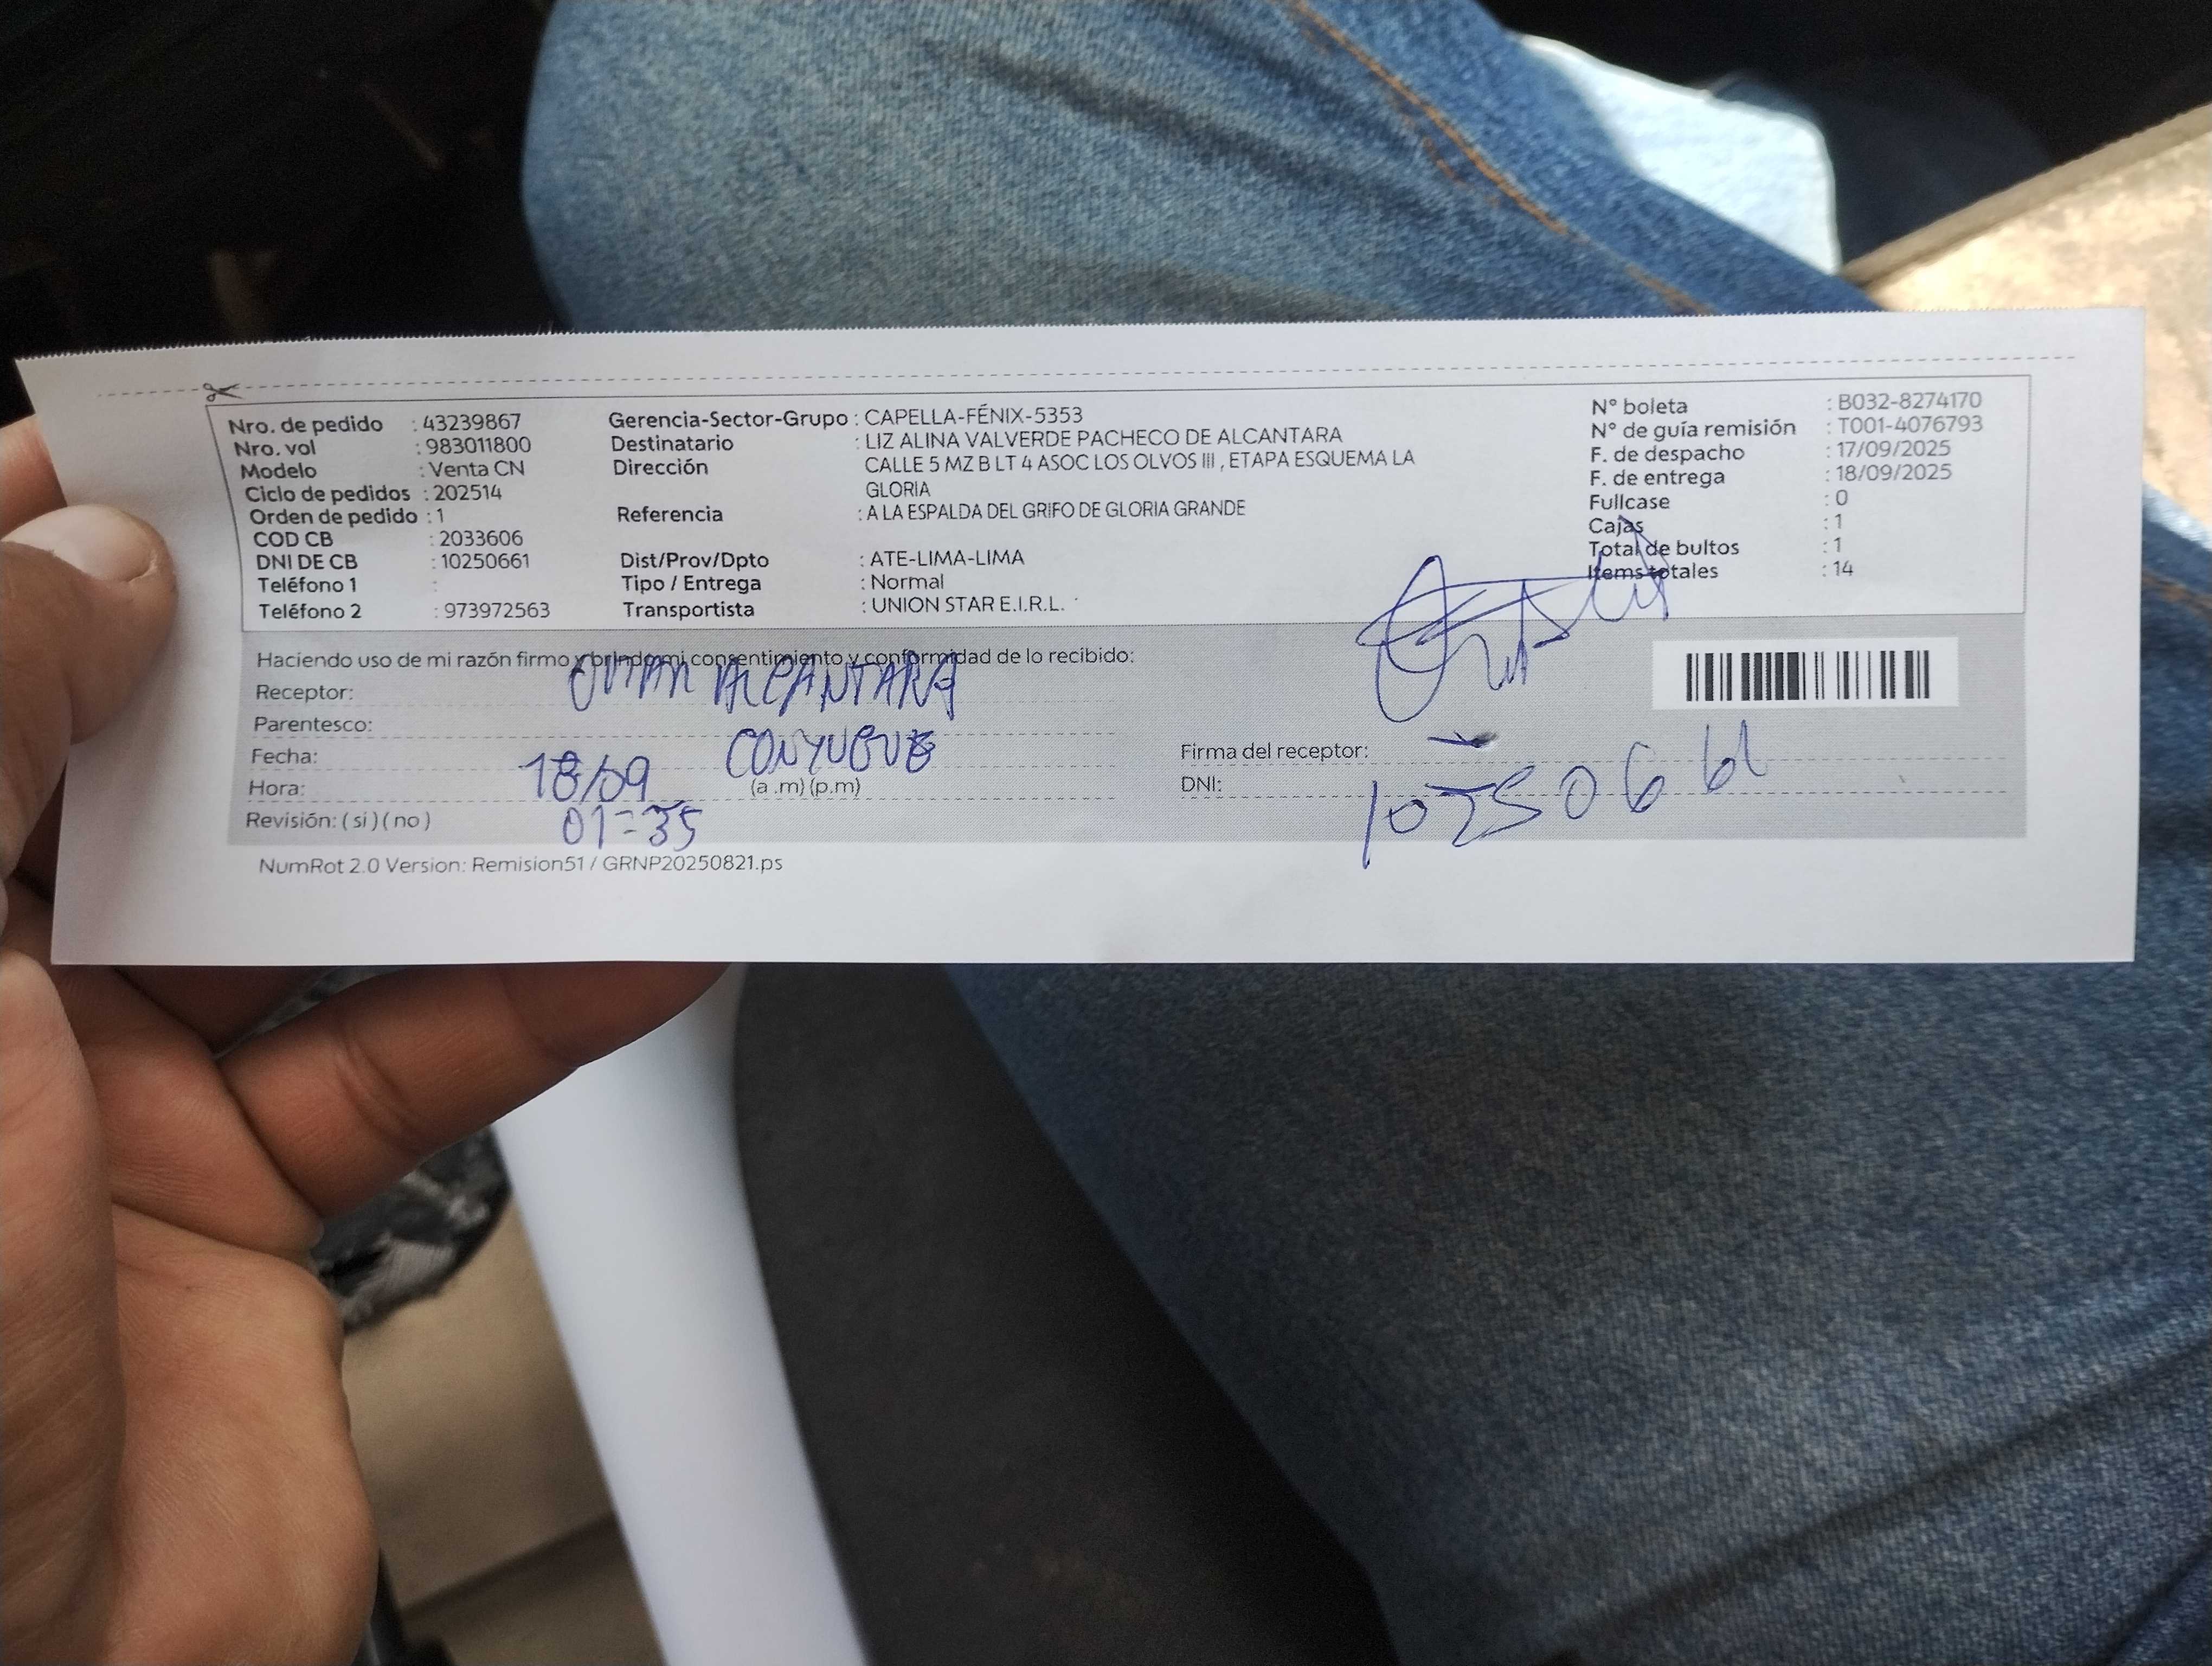 Nro. de pedido : 43239867
Nro. vol : 983011800
Modelo : Venta CN
Ciclo de pedidos : 202514
Orden de pedido : 1
COD CB : 2033606
DNI DE CB : 10250661
Teléfono 1 :
Teléfono 2 : 973972563
Gerencia-Sector-Grupo : CAPELLA-FÉNIX-5353
Destinatario : LIZ ALINA VALVERDE PACHECO DE ALCANTARA
Dirección CALLE 5 MZ B LT 4 ASOC LOS OLVOS III , ETAPA ESQUEMA LA
GLORIA
Referencia : A LA ESPALDA DEL GRIFO DE GLORIA GRANDE
Dist/Prov/Dpto : ATE-LIMA-LIMA
Tipo / Entrega : Normal
Transportista : UNION STAR E.I.R.L.
N° boleta : B032-8274170
N° de guía remisión : T001-4076793
F. de despacho : 17/09/2025
F. de entrega : 18/09/2025
Fullcase : 0
Cajas : 1
Total de bultos : 1
Items totales : 14
Haciendo uso de mi razón firmo y brindo mi consentimiento y conformidad de lo recibido:
Receptor: ALCANTARA
Parentesco: CONYUGUE
Fecha: 18/09
Hora: 01:35 (a .m) (p.m)
Revisión: ( si ) ( no )
Firma del receptor:
DNI: 10250661
NumRot 2.0 Version: Remision51 / GRNP20250821.ps